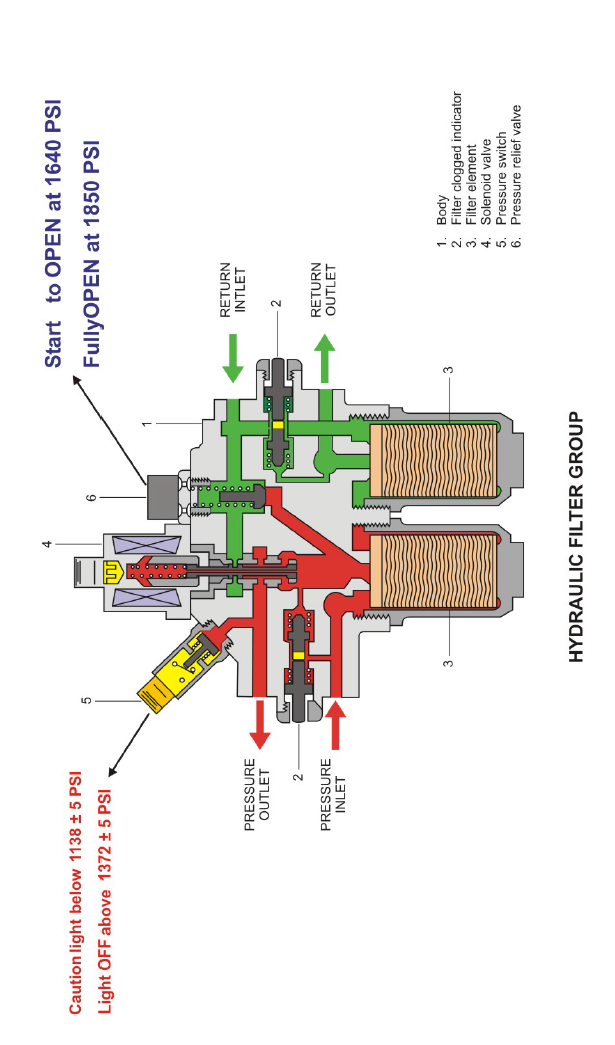 Start to OPEN at 1640 PSI
FullyOPEN at 1850 PSI
Caution light below 1138 ± 5 PSI
Light OFF above 1372 ± 5 PSI
5
4
6
1
RETURN
INTLET
2
RETURN
OUTLET
PRESSURE
OUTLET
2
PRESSURE
INLET
3
3
1. Body
2. Filter clogged indicator
3. Filter element
4. Solenoid valve
5. Pressure switch
6. Pressure relief valve
HYDRAULIC FILTER GROUP